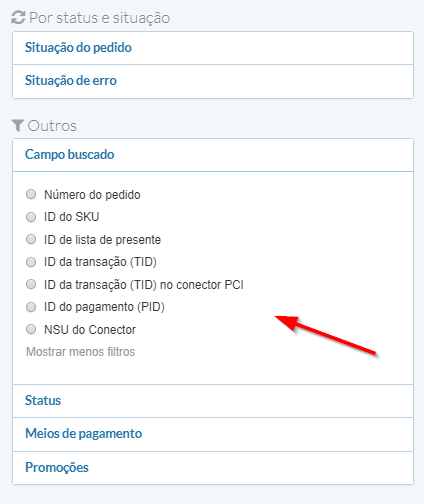 Por status e situação
Situação do pedido
Situação de erro
Outros
Campo buscado
Número do pedido
ID do SKU
ID de lista de presente
ID da transação (TID)
ID da transação (TID) no conector PCI
ID do pagamento (PID)
NSU do Conector
Mostrar menos filtros
Status
Meios de pagamento
Promoções